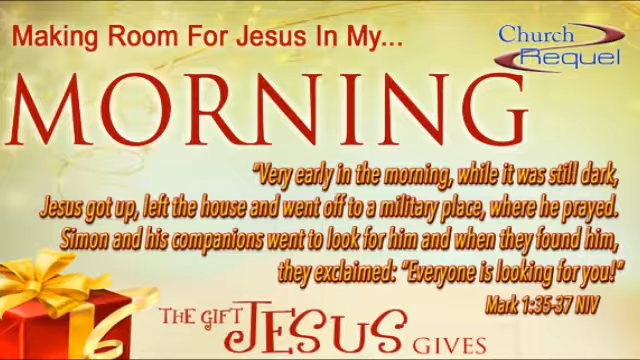 Making Room For Jesus In My...
Church
Requel
MORNING
"Very early in the morning, while it was still dark,
Jesus got up, left the house and went off to a military place, where he prayed.
Simon and his companions went to look for him and when they found him,
they exclaimed: "Everyone is looking for you!"
Mark 1:35-37 NIV
THE GIFT JESUS GIVES